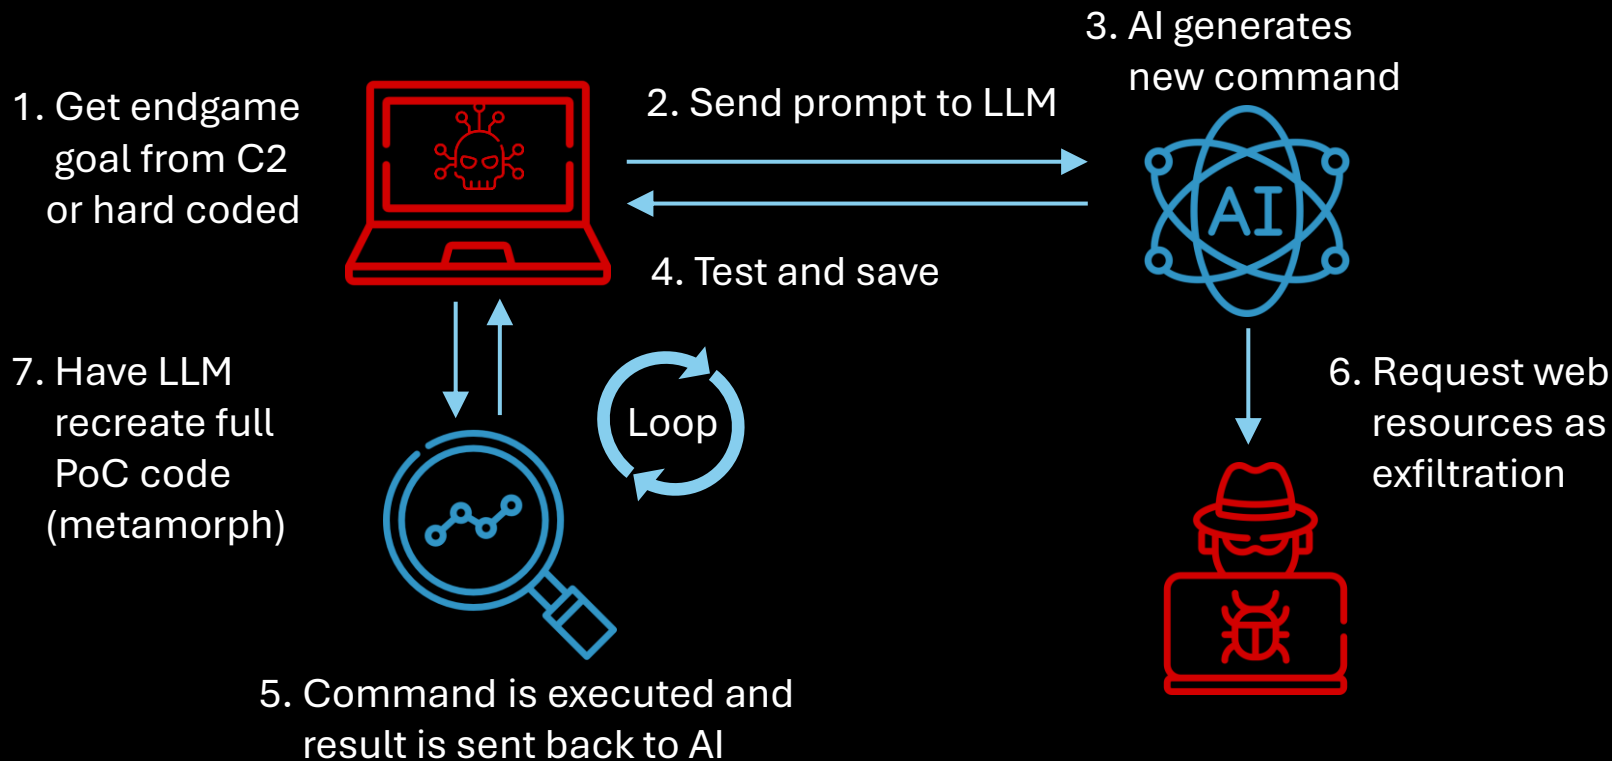 1. Get endgame
goal from C2
or hard coded
2. Send prompt to LLM
3. AI generates
new command
AI
4. Test and save
Loop
5. Command is executed and
result is sent back to AI
6. Request web
resources as
exfiltration
7. Have LLM
recreate full
PoC code
(metamorph)